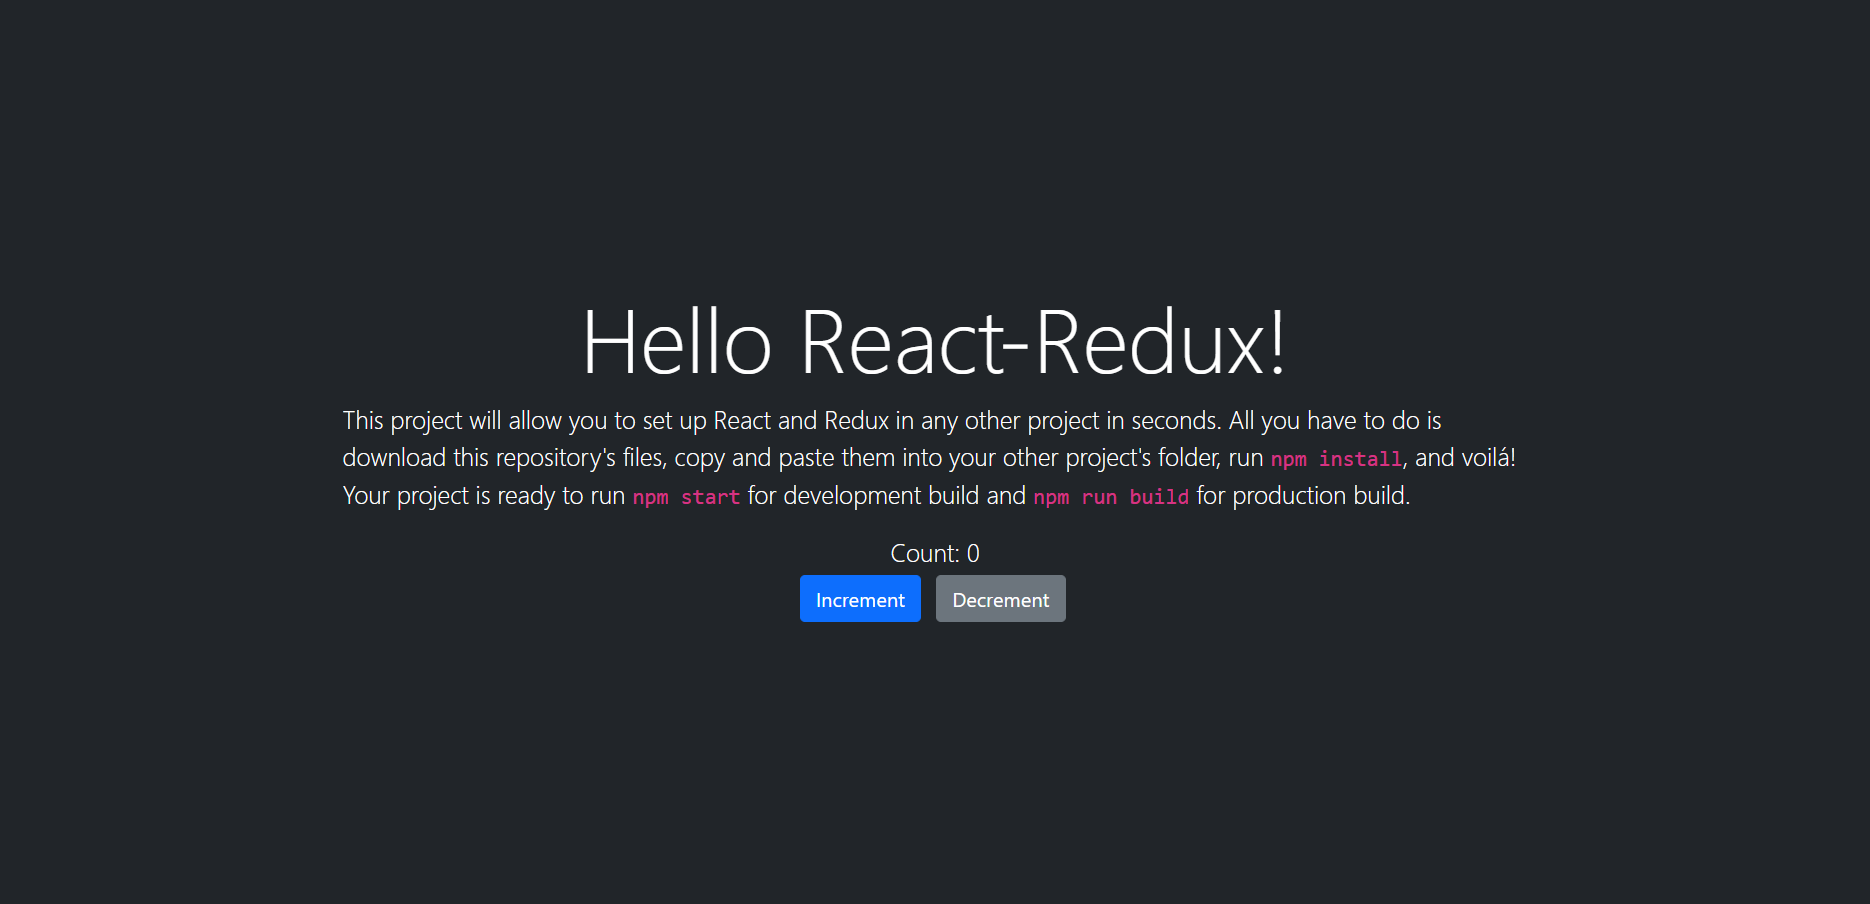 Hello React-Redux!
This project will allow you to set up React and Redux in any other project in seconds. All you have to do is
download this repository's files, copy and paste them into your other project's folder, run npm install, and voilá!
Your project is ready to run npm start for development build and npm run build for production build.
Count: 0
Increment Decrement